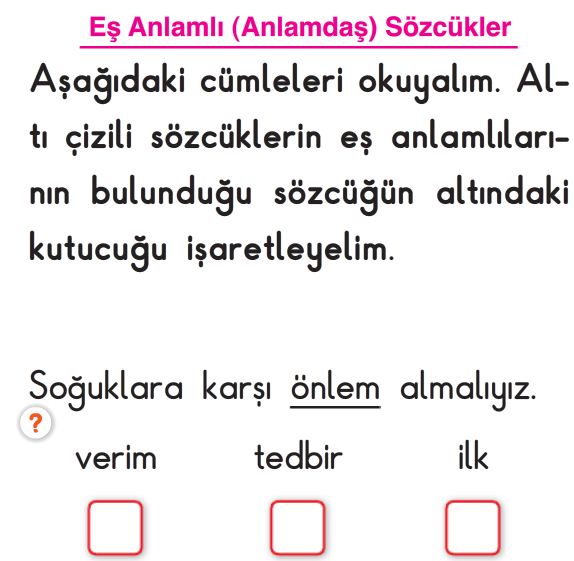 Eş Anlamlı (Anlamdaş) Sözcükler
Aşağıdaki cümleleri okuyalım. Al-
tı çizili sözcüklerin eş anlamlıları-
nın bulunduğu sözcüğün altındaki
kutucuğu işaretleyelim.
Soğuklara karşı önlem almalıyız.
?
verim tedbir ilk